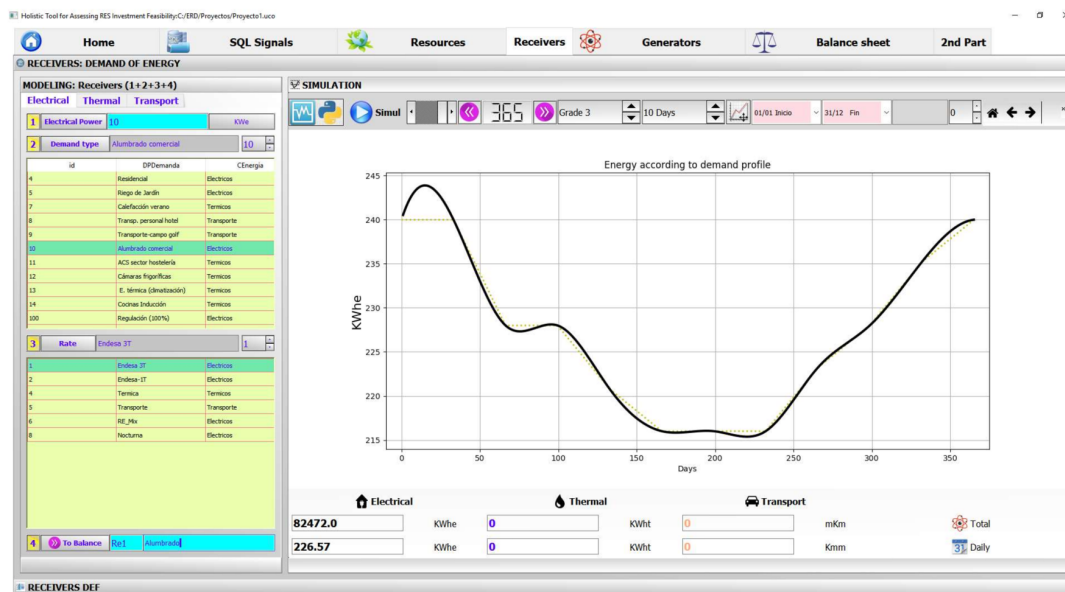 Holistic Tool for Assessing RES Investment Feasibility:C:/ERD/Proyectos/Proyecto1.uco
Home SQL Signals Resources Receivers Generators Balance sheet 2nd Part
RECEIVERS: DEMAND OF ENERGY
MODELING: Receivers (1+2+3+4)
Electrical Thermal Transport
1 Electrical Power 10 KWe
2 Demand type Alumbrado comercial 10
id DPDemanda CEnergia
4 Residencial Electricos
5 Riego de Jardín Electricos
7 Calefacción verano Termicos
8 Transp. personal hotel Transporte
9 Transporte-campo golf Transporte
10 Alumbrado comercial Electricos
11 ACS sector hostelería Termicos
12 Cámaras frigoríficas Termicos
13 E. térmica (climatización) Termicos
14 Cocinas Inducción Termicos
100 Regulación (100%) Electricos
3 Rate Endesa 3T 1
1 Endesa 3T Electricos
2 Endesa-1T Electricos
4 Termica Termicos
5 Transporte Transporte
6 RE_Mix Electricos
8 Nocturna Electricos
4 To Balance Re1 Alumbrado
SIMULATION
Simul 365 Grade 3 10 Days 01/01 Inicio 31/12 Fin 0
Energy according to demand profile
245
240
235
230
225
220
215
KWhe
0 50 100 150 200 250 300 350
Days
Electrical Thermal Transport
82472.0 KWhe 0 KWht 0 mKm Total
226.57 KWhe 0 KWht 0 Kmm 31 Daily
RECEIVERS DEF